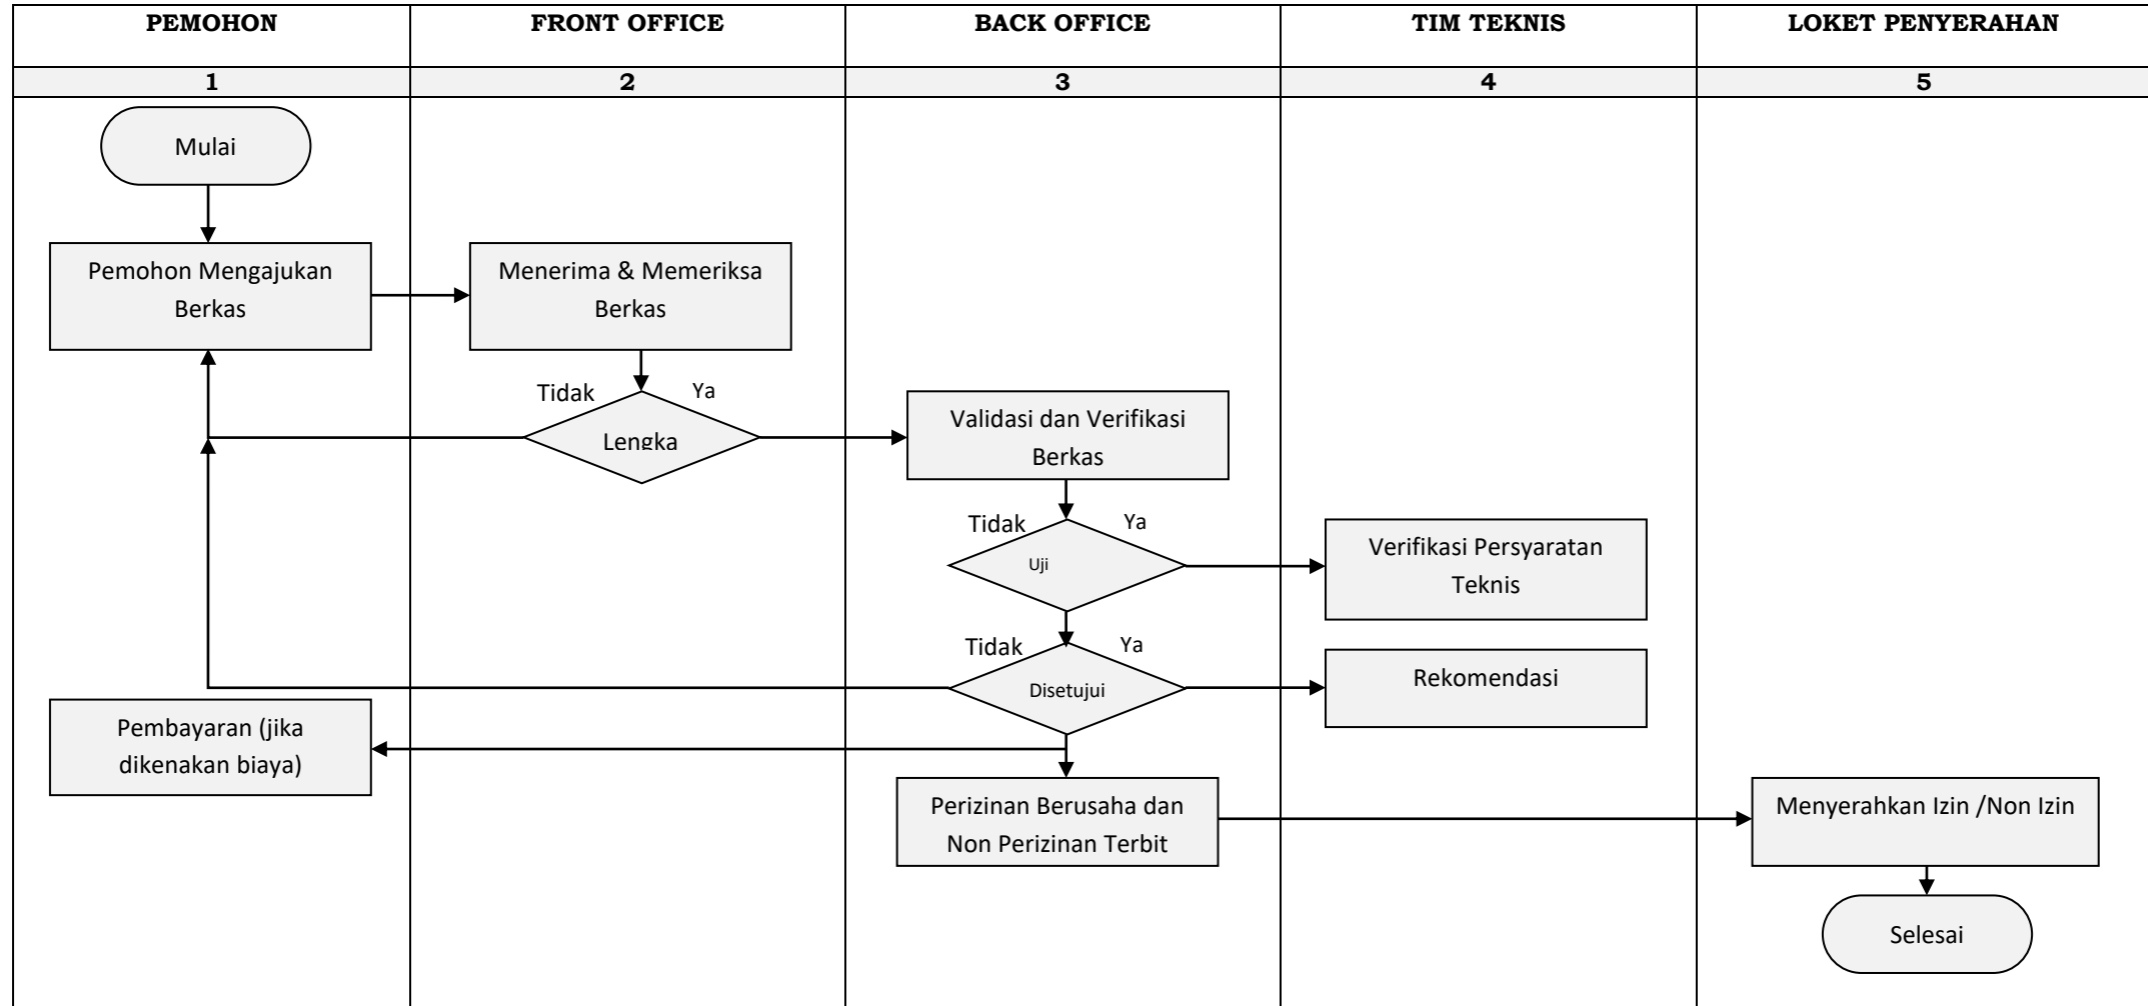 PEMOHON
FRONT OFFICE
BACK OFFICE
TIM TEKNIS
LOKET PENYERAHAN
1
2
3
4
5
Mulai
Pemohon Mengajukan
Berkas
Menerima & Memeriksa
Berkas
Tidak
Ya
Lengka
Validasi dan Verifikasi
Berkas
Tidak
Ya
Uji
Verifikasi Persyaratan
Teknis
Tidak
Ya
Disetujui
Rekomendasi
Pembayaran (jika
dikenakan biaya)
Perizinan Berusaha dan
Non Perizinan Terbit
Menyerahkan Izin /Non Izin
Selesai